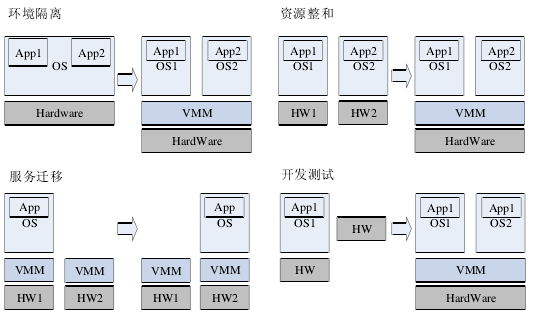 环境隔离
App1 App2
OS
Hardware
App1 App2
OS1 OS2
VMM
HardWare
资源整和
App1 App2
OS1 OS2
HW1 HW2
App1 App2
OS1 OS2
VMM
HardWare
服务迁移
App
OS
VMM VMM
HW1 HW2
App
OS
VMM VMM
HW1 HW2
开发测试
App1
OS1
HW
HW
App1 App1
OS1 OS2
VMM
HardWare